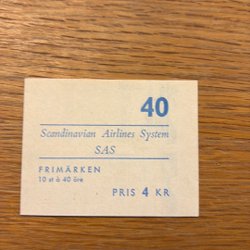 40
Scandinavian Airlines System
SAS
FRIMÄRKEN
10 st à 40 öre
PRIS 4 KR